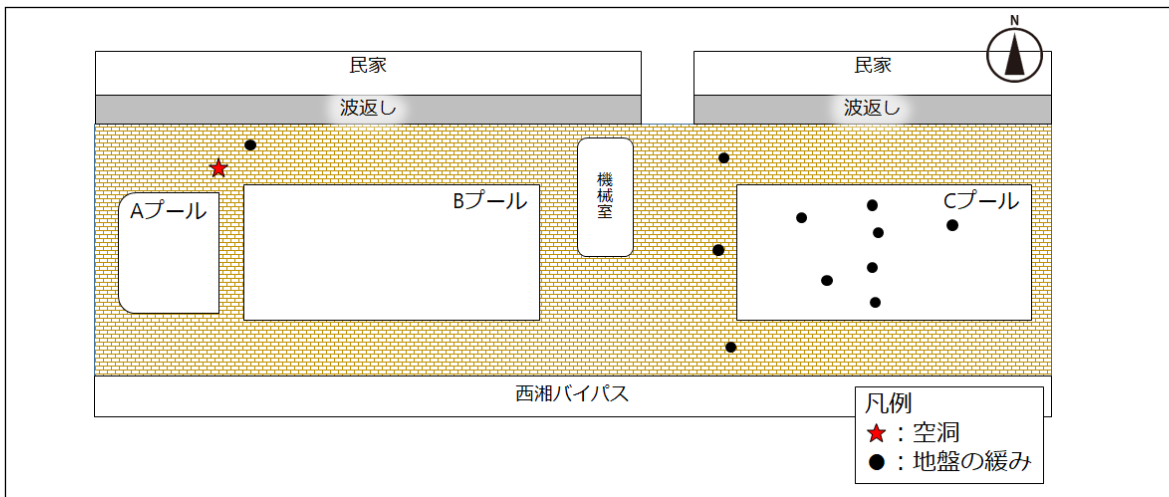 N
民家
民家
波返し
波返し
機械室
Aプール
Bプール
Cプール
西湘バイパス
凡例
★：空洞
●：地盤の緩み